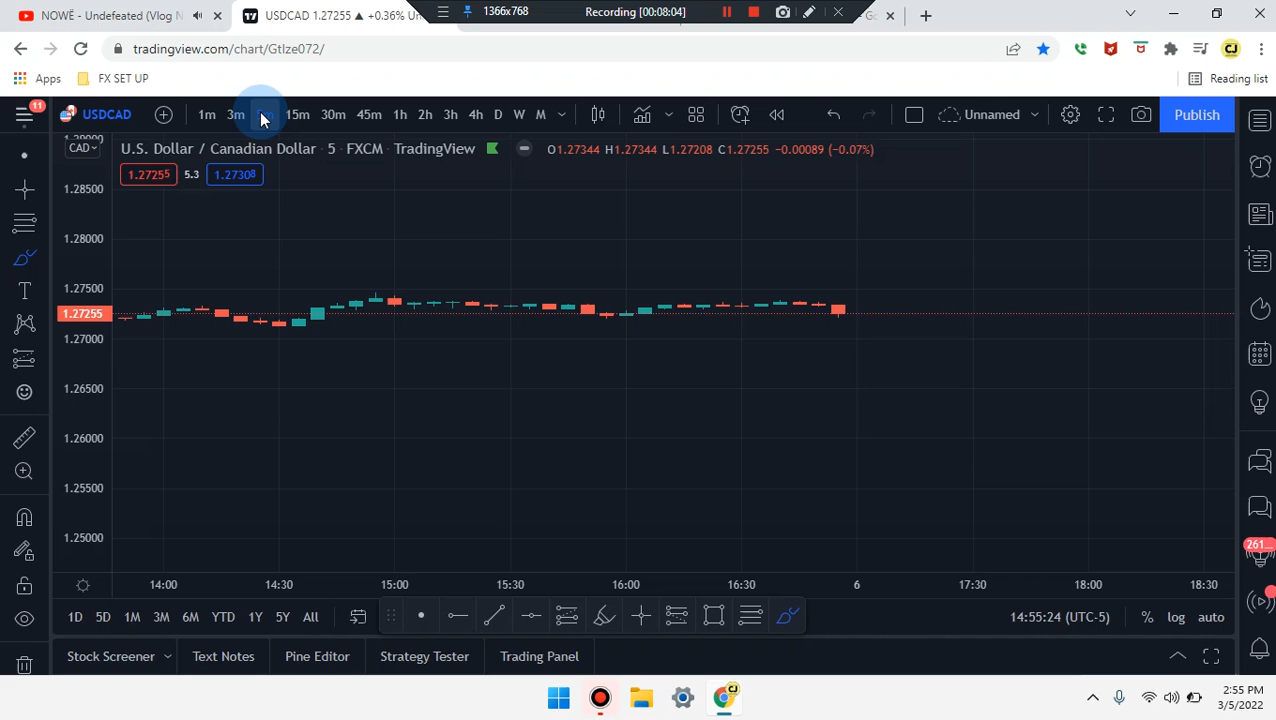 NOWË - Undefeated (Vlog N
USDCAD 1.27255 ▲ +0.36% Un
1366x768
Recording [00:08:04]
tradingview.com/chart/GtIze072/
Apps
FX SET UP
Reading list
11
USDCAD
1m 3m 15m 30m 45m 1h 2h 3h 4h D W M
Unnamed
Publish
CAD
U.S. Dollar / Canadian Dollar · 5 · FXCM · TradingView
O1.27344 H1.27344 L1.27208 C1.27255 −0.00089 (−0.07%)
1.27255
5.3
1.27308
1.28500
1.28000
1.27500
1.27255
1.27000
1.26500
1.26000
1.25500
1.25000
261...
14:00 14:30 15:00 15:30 16:00 16:30 6 17:30 18:00 18:30
1D 5D 1M 3M 6M YTD 1Y 5Y All
14:55:24 (UTC-5)
% log auto
Stock Screener
Text Notes
Pine Editor
Strategy Tester
Trading Panel
CJ
2:55 PM
3/5/2022